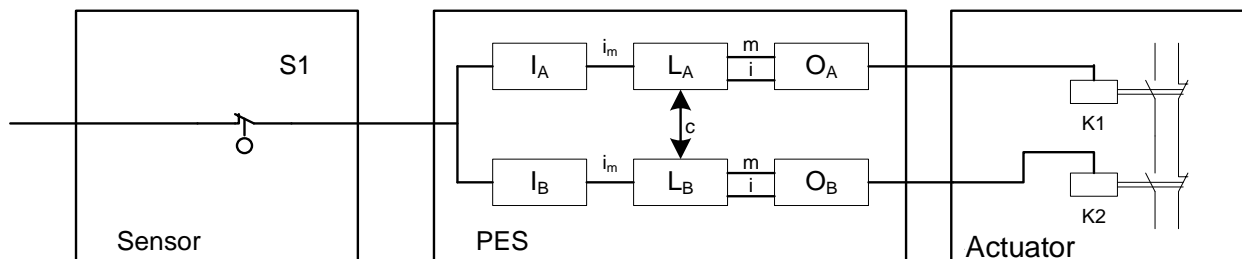 S1
Sensor
I_A
i_m
L_A
m
i
O_A
c
I_B
i_m
L_B
m
i
O_B
PES
K1
K2
Actuator